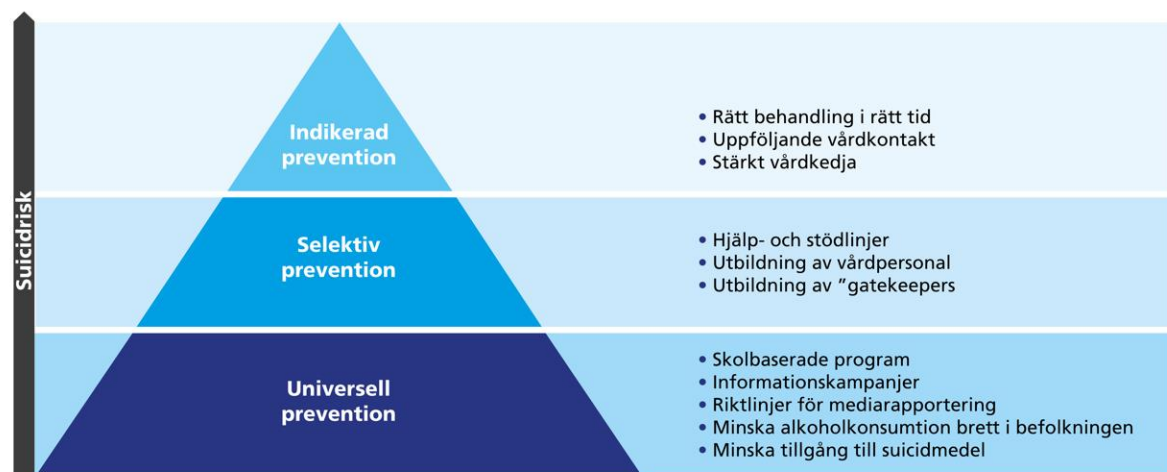 Suicidrisk
Indikerad
prevention
• Rätt behandling i rätt tid
• Uppföljande vårdkontakt
• Stärkt vårdkedja
Selektiv
prevention
• Hjälp- och stödlinjer
• Utbildning av vårdpersonal
• Utbildning av ”gatekeepers
Universell
prevention
• Skolbaserade program
• Informationskampanjer
• Riktlinjer för mediarapportering
• Minska alkoholkonsumtion brett i befolkningen
• Minska tillgång till suicidmedel